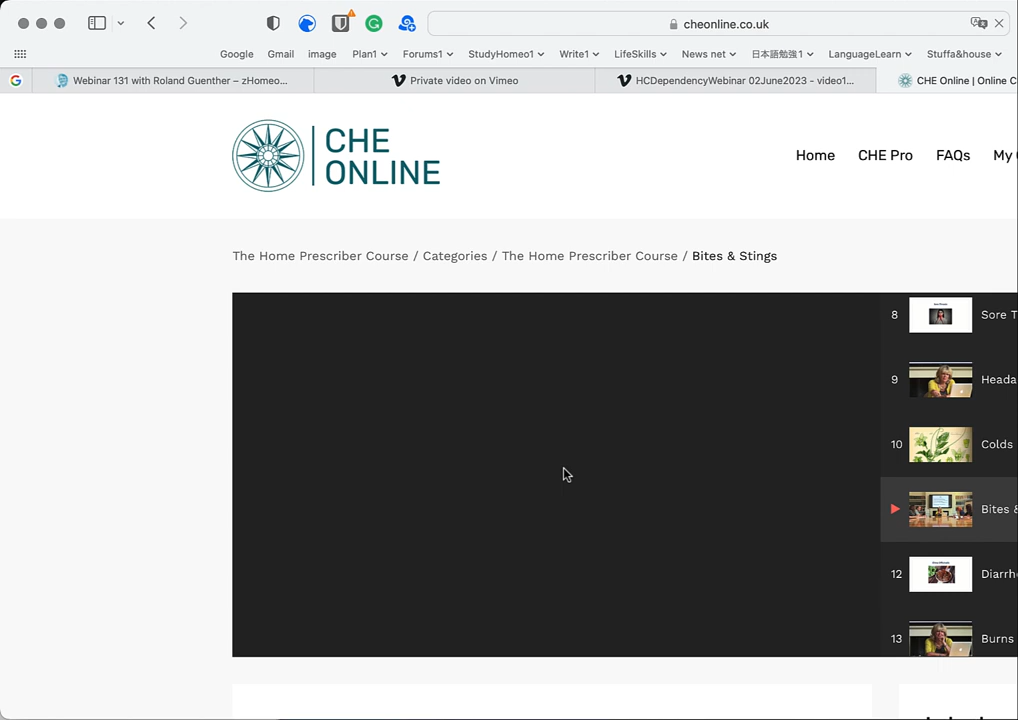 cheonline.co.uk
Google Gmail image Plan1 Forums1 StudyHomeo1 Write1 LifeSkills News net 日本語勉強1 LanguageLearn Stuffa&house
G Webinar 131 with Roland Guenther – zHomeo... Private video on Vimeo HCDependencyWebinar 02June2023 - video1... CHE Online | Online C
CHE
ONLINE
Home CHE Pro FAQs My
The Home Prescriber Course / Categories / The Home Prescriber Course / Bites & Stings
8 Sore T
9 Heada
10 Colds
Bites &
12 Diarrh
13 Burns